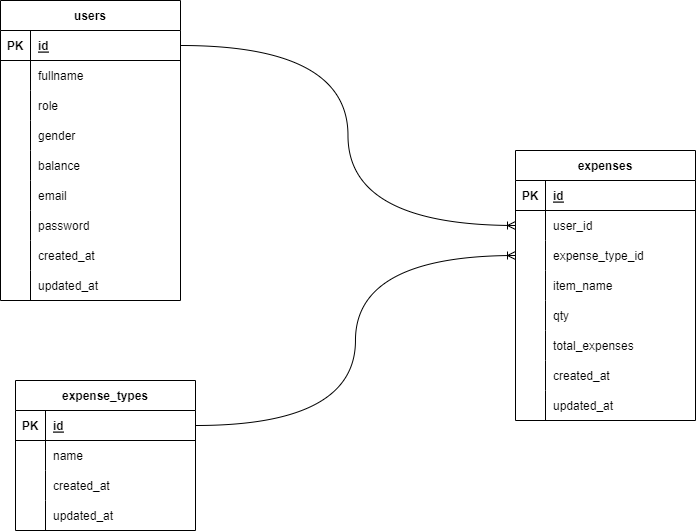 users
PK id
fullname
role
gender
balance
email
password
created_at
updated_at
expenses
PK id
user_id
expense_type_id
item_name
qty
total_expenses
created_at
updated_at
expense_types
PK id
name
created_at
updated_at